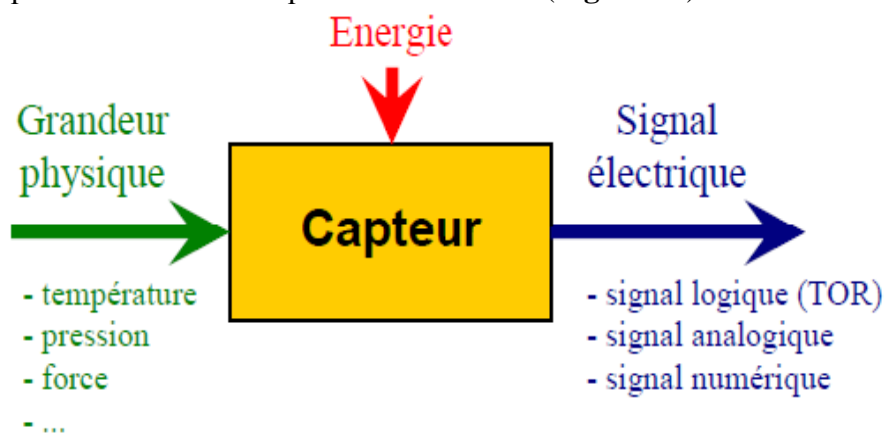 Energie
Grandeur
physique
Signal
électrique
Capteur
- température
- pression
- force
- ...
- signal logique (TOR)
- signal analogique
- signal numérique